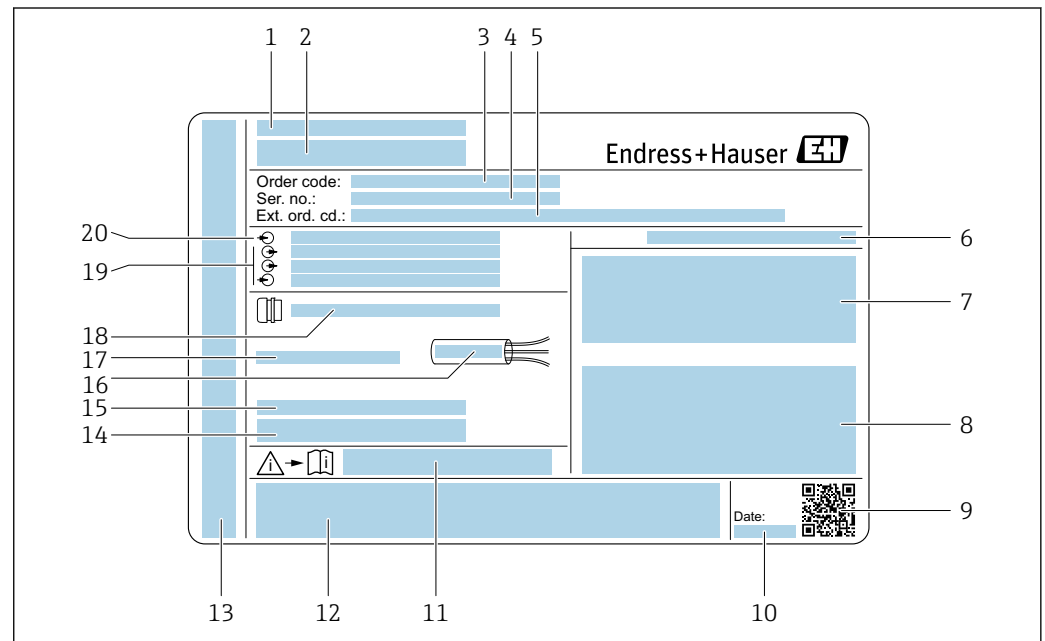 1 2 3 4 5
Endress+Hauser EH
Order code:
Ser. no.:
Ext. ord. cd.:
20
6
19
i
7
18
17
16
15
14
8
i i
Date:
9
13 12 11 10